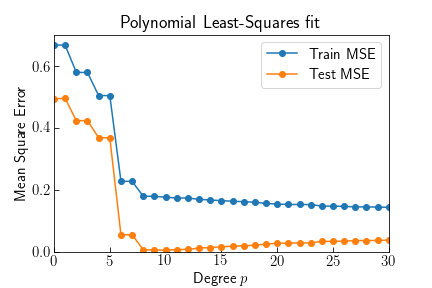 Polynomial Least-Squares fit
Train MSE
Test MSE
Mean Square Error
0.6
0.4
0.2
0.0
0 5 10 15 20 25 30
Degree p